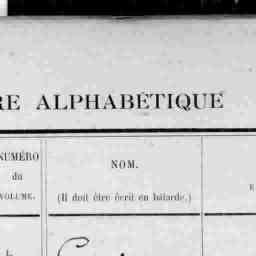 RE ALPHABÉTIQUE
NUMÉRO
du
VOLUME.
NOM.
(Il doit être écrit en bâtarde.)